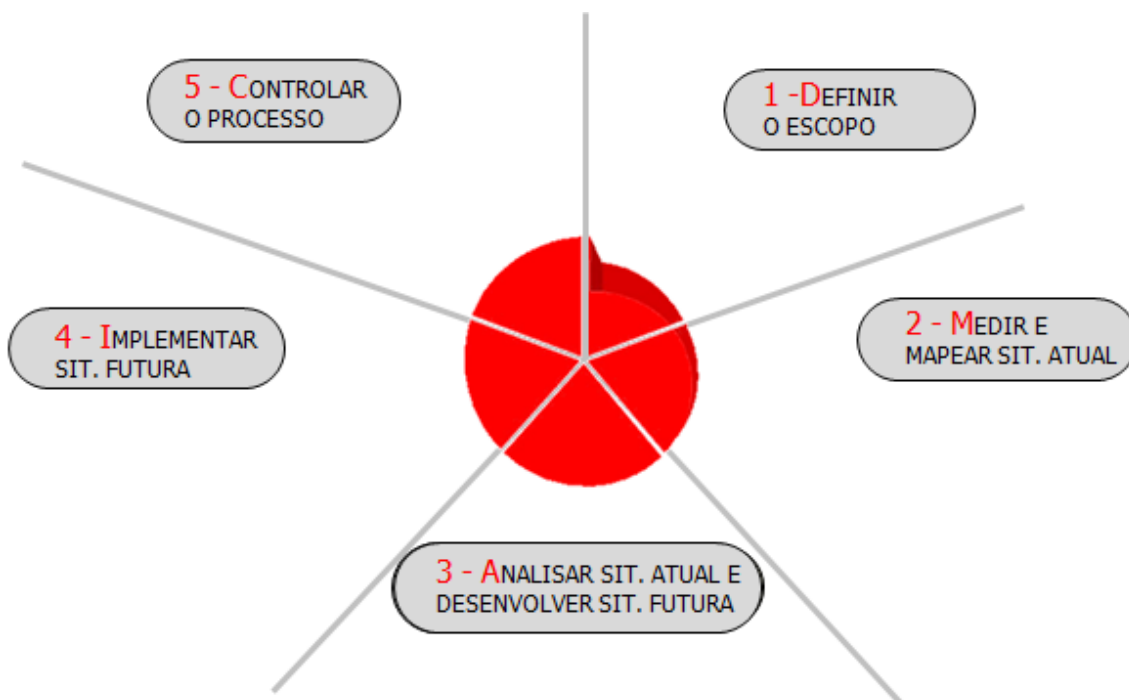 1 -DEFINIR
O ESCOPO
2 - MEDIR E
MAPEAR SIT. ATUAL
3 - ANALISAR SIT. ATUAL E
DESENVOLVER SIT. FUTURA
4 - IMPLEMENTAR
SIT. FUTURA
5 - CONTROLAR
O PROCESSO